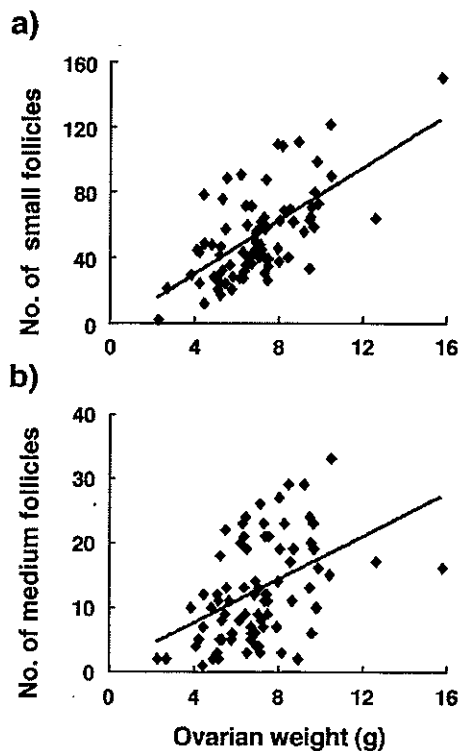 a)
No. of small follicles
160
120
80
40
0
0 4 8 12 16
b)
No. of medium follicles
40
30
20
10
0
0 4 8 12 16
Ovarian weight (g)